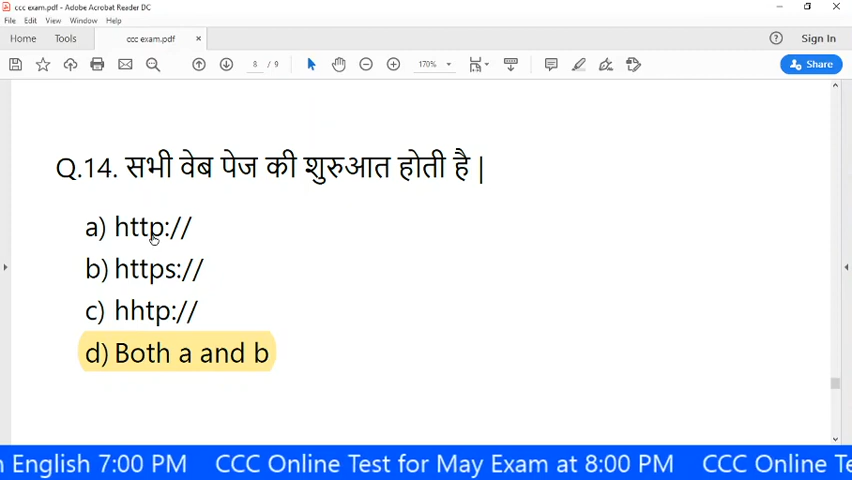 ccc exam.pdf - Adobe Acrobat Reader DC
File Edit View Window Help
Home Tools ccc exam.pdf × Sign In
8 / 9 170% Share
Q.14. सभी वेब पेज की शुरुआत होती है |
a) http://
b) https://
c) hhtp://
d) Both a and b
English 7:00 PM CCC Online Test for May Exam at 8:00 PM CCC Online